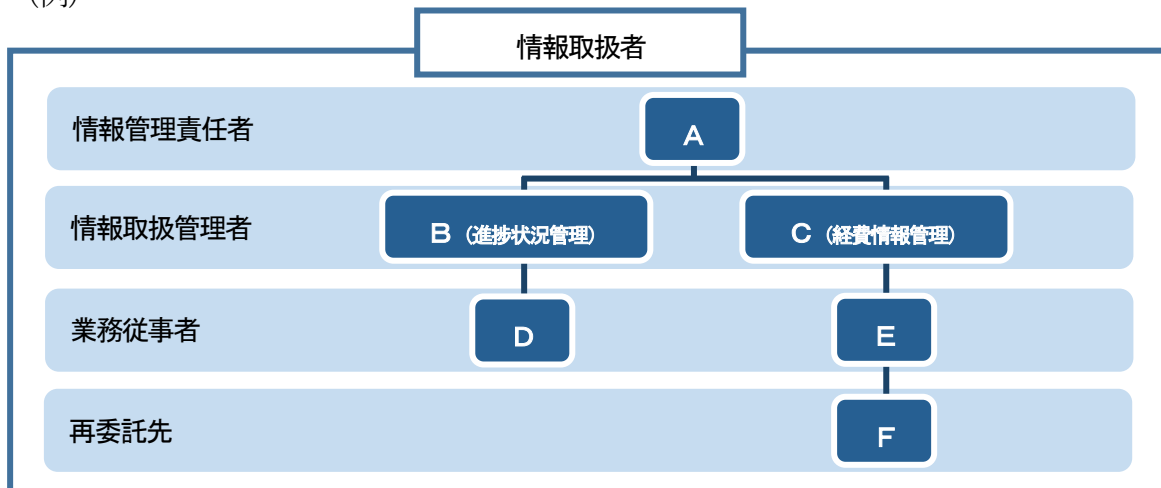 （例）
情報取扱者
情報管理責任者
A
情報取扱管理者
B（進捗状況管理）
C（経費情報管理）
業務従事者
D
E
再委託先
F